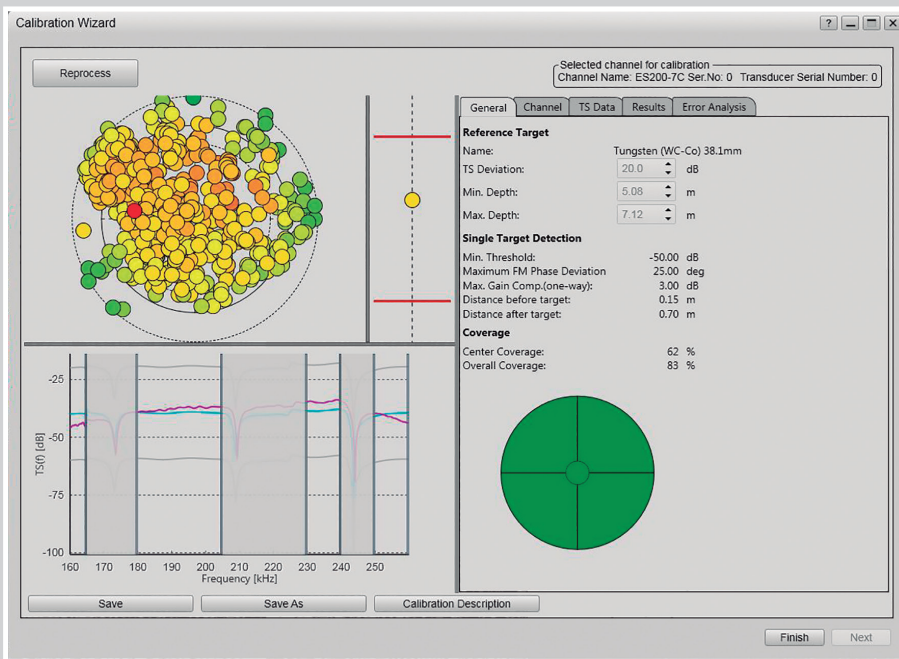 Calibration Wizard
?
Reprocess
Selected channel for calibration
Channel Name: ES200-7C Ser.No: 0 Transducer Serial Number: 0
General Channel TS Data Results Error Analysis
Reference Target
Name: Tungsten (WC-Co) 38.1mm
TS Deviation: 20.0 dB
Min. Depth: 5.08 m
Max. Depth: 7.12 m
Single Target Detection
Min. Threshold: -50.00 dB
Maximum FM Phase Deviation 25.00 deg
Max. Gain Comp.(one-way): 3.00 dB
Distance before target: 0.15 m
Distance after target: 0.70 m
Coverage
Center Coverage: 62 %
Overall Coverage: 83 %
TS(f) [dB]
-25
-50
-75
-100
160 170 180 190 200 210 220 230 240 250
Frequency [kHz]
Save Save As Calibration Description
Finish Next